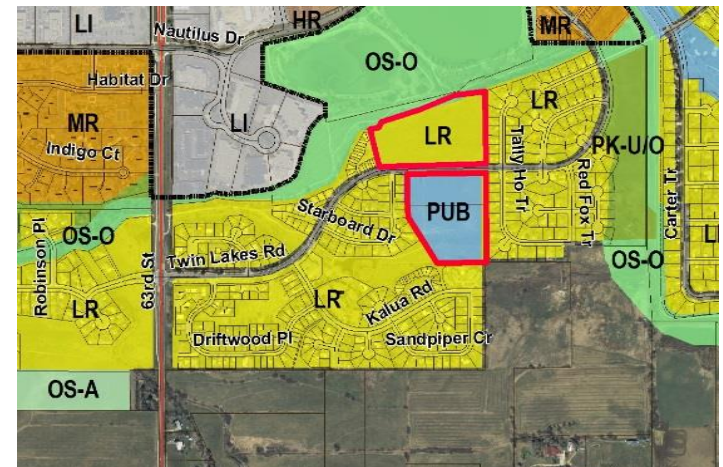 LI
Nautilus Dr
HR
MR
OS-O
Habitat Dr
MR
Indigo Ct
LI
LR
LR
Tally Ho Tr
Red Fox Tr
PK-U/O
Carter Tr
PUB
Starboard Dr
OS-O
Robinson Pl
63rd St
Twin Lakes Rd
LR
LR
Kalua Rd
OS-O
Driftwood Pl
Sandpiper Cr
OS-A